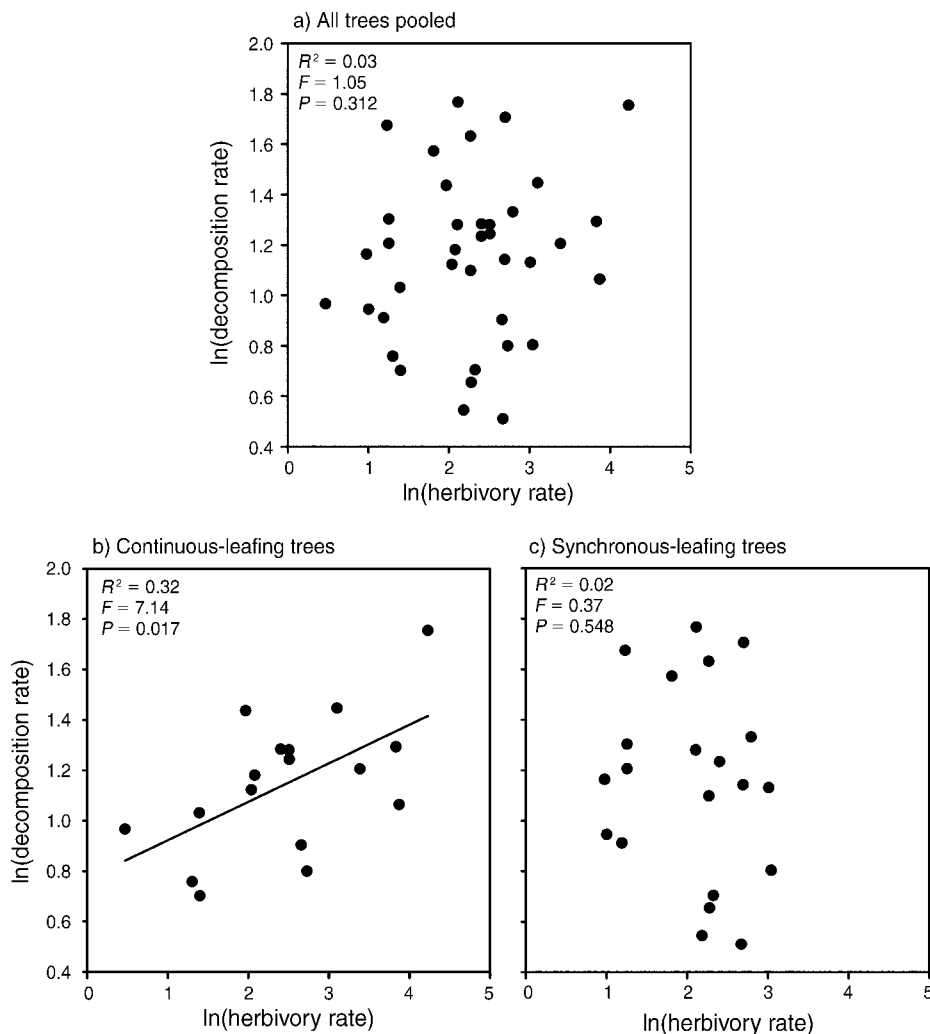 a) All trees pooled
R² = 0.03
F = 1.05
P = 0.312
2.0
1.8
1.6
1.4
1.2
1.0
0.8
0.6
0.4
ln(decomposition rate)
0 1 2 3 4 5
ln(herbivory rate)
b) Continuous-leafing trees
R² = 0.32
F = 7.14
P = 0.017
2.0
1.8
1.6
1.4
1.2
1.0
0.8
0.6
0.4
ln(decomposition rate)
0 1 2 3 4 5
ln(herbivory rate)
c) Synchronous-leafing trees
R² = 0.02
F = 0.37
P = 0.548
0 1 2 3 4 5
ln(herbivory rate)